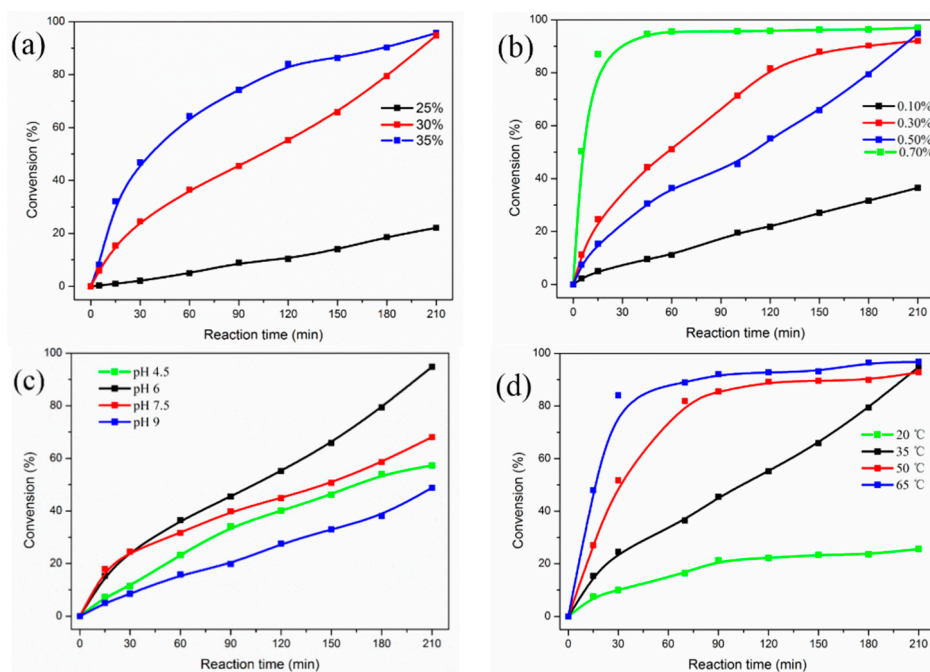 (a)
100
80
60
40
20
0
Convension (%)
25%
30%
35%
0 30 60 90 120 150 180 210
Reaction time (min)
(b)
100
80
60
40
20
0
Convension (%)
0.10%
0.30%
0.50%
0.70%
0 30 60 90 120 150 180 210
Reaction time (min)
(c)
100
80
60
40
20
0
Convension (%)
pH 4.5
pH 6
pH 7.5
pH 9
0 30 60 90 120 150 180 210
Reaction time (min)
(d)
100
80
60
40
20
0
Convension (%)
20 ℃
35 ℃
50 ℃
65 ℃
0 30 60 90 120 150 180 210
Reaction time (min)